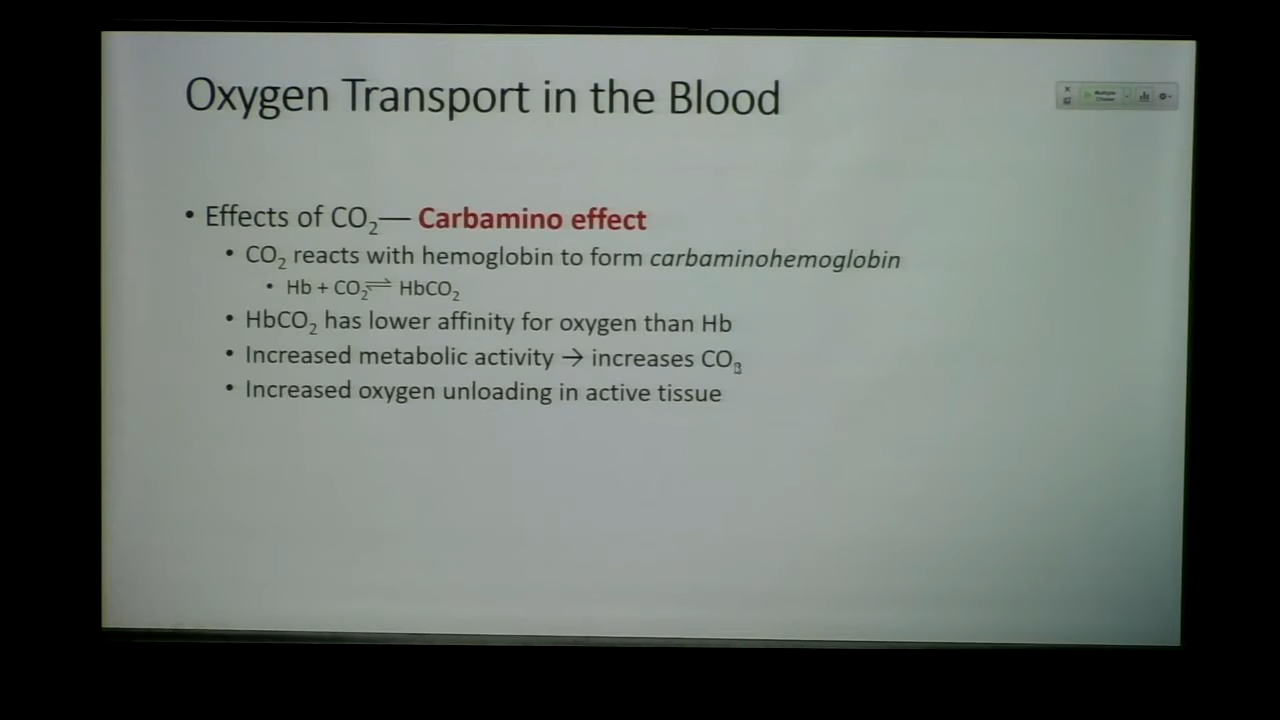 Oxygen Transport in the Blood
Multiple
Choice
• Effects of CO₂— Carbamino effect
• CO₂ reacts with hemoglobin to form carbaminohemoglobin
• Hb + CO₂⇌ HbCO₂
• HbCO₂ has lower affinity for oxygen than Hb
• Increased metabolic activity → increases CO₂
• Increased oxygen unloading in active tissue